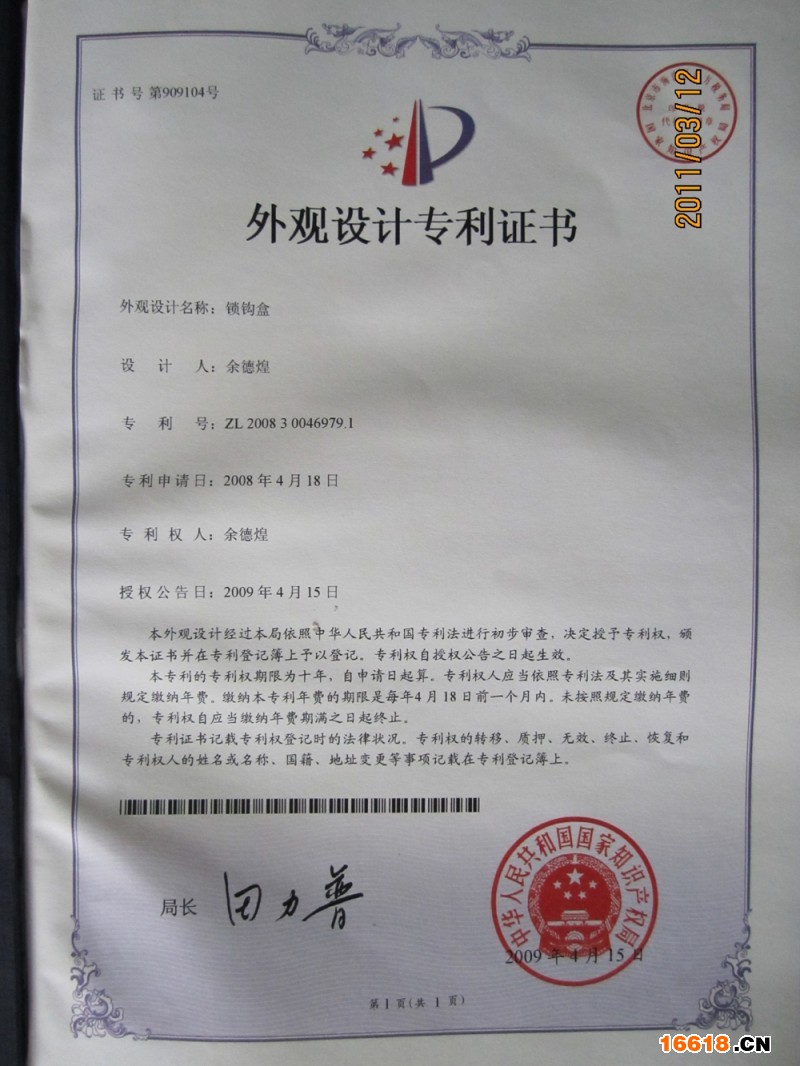 证书号第909104号
2011/03/12
外观设计专利证书
外观设计名称：锁钩盒
设计人：余德煌
专利号：ZL 2008 3 0046979.1
专利申请日：2008年4月18日
专利权人：余德煌
授权公告日：2009年4月15日
本外观设计经过本局依照中华人民共和国专利法进行初步审查，决定授予专利权，颁
发本证书并在专利登记簿上予以登记。专利权自授权公告之日起生效。
本专利的专利权期限为十年，自申请日起算。专利权人应当依照专利法及其实施细则
规定缴纳年费。缴纳本专利年费的期限是每年4月18日前一个月内。未按照规定缴纳年费
的，专利权自应当缴纳年费期满之日起终止。
专利证书记载专利权登记时的法律状况。专利权的转移、质押、无效、终止、恢复和
专利权人的姓名或名称、国籍、地址变更等事项记载在专利登记簿上。
局长 田力普
中华人民共和国国家知识产权局
2009年4月15日
第1页（共1页）
16618.CN